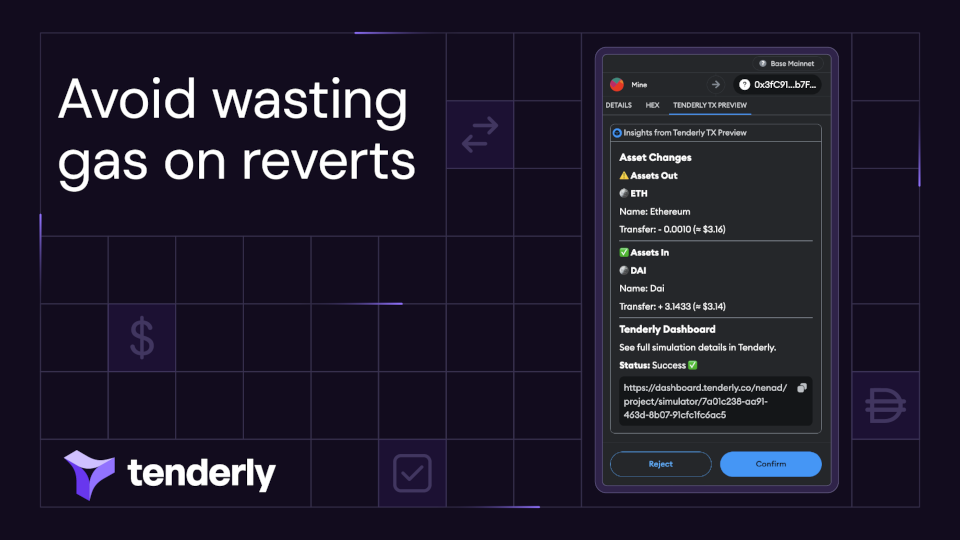 Avoid wasting
gas on reverts
tenderly
Base Mainnet
Mine
0x3fC91...b7F...
DETAILS HEX TENDERLY TX PREVIEW
Insights from Tenderly TX Preview
Asset Changes
Assets Out
ETH
Name: Ethereum
Transfer: - 0.0010 (≈ $3.16)
Assets In
DAI
Name: Dai
Transfer: + 3.1433 (≈ $3.14)
Tenderly Dashboard
See full simulation details in Tenderly.
Status: Success ✅
https://dashboard.tenderly.co/nenad/
project/simulator/7a01c238-aa91-
463d-8b07-91cfc1fc6ac5
Reject
Confirm